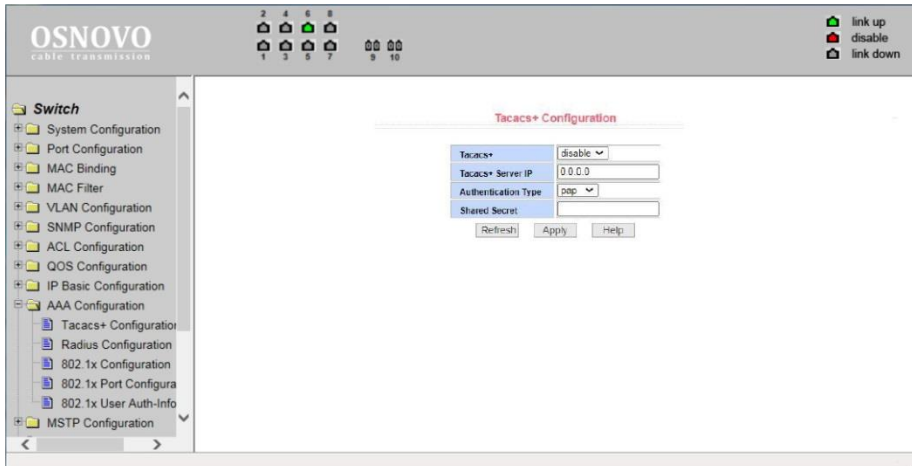 2 4 6 8
OSNOVO
cable transmission
1 3 5 7 9 10
link up
disable
link down
Switch
System Configuration
Port Configuration
MAC Binding
MAC Filter
VLAN Configuration
SNMP Configuration
ACL Configuration
QOS Configuration
IP Basic Configuration
AAA Configuration
Tacacs+ Configuration
Radius Configuration
802.1x Configuration
802.1x Port Configura
802.1x User Auth-Info
MSTP Configuration
Tacacs+ Configuration
Tacacs+ disable
Tacacs+ Server IP 0.0.0.0
Authentication Type pap
Shared Secret
Refresh Apply Help